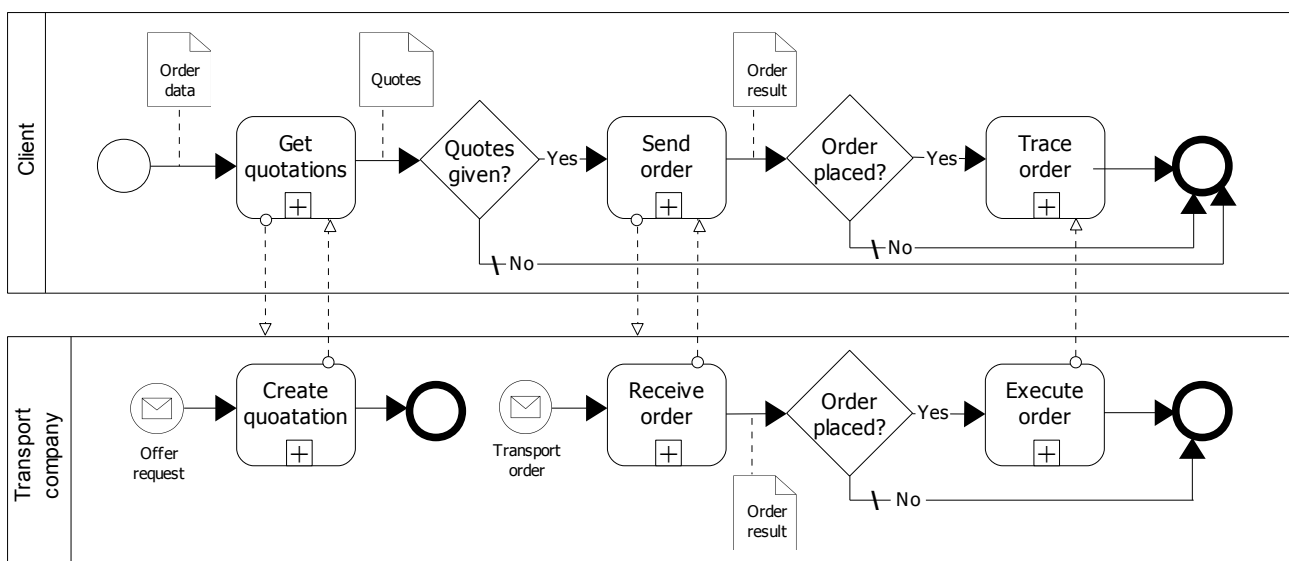 Client
Order
data
Quotes
Order
result
Get
quotations
Quotes
given?
Yes
Send
order
Order
placed?
Yes
Trace
order
No
No
Transport
company
Offer
request
Create
quoatation
Transport
order
Receive
order
Order
placed?
Yes
Execute
order
No
Order
result